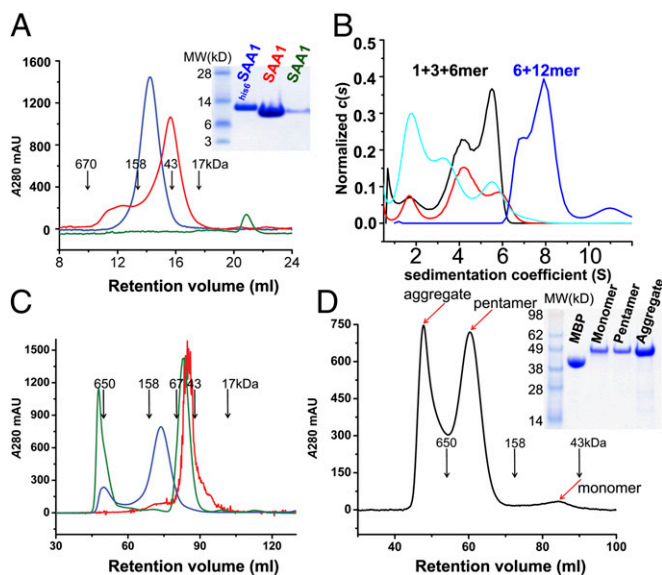 A
A280 mAU
1600
1200
800
400
0
670
158
43
17kDa
8
12
16
20
24
Retention volume (ml)
MW(kD)
28
14
6
3
his6SAA1
SAA1
SAA1
B
Normalized c(s)
0.5
0.4
0.3
0.2
0.1
0.0
1+3+6mer
6+12mer
2
4
6
8
10
sedimentation coefficient (S)
C
A280 mAU
1500
1200
900
600
300
0
650
158
67
43
17kDa
30
60
90
120
Retention volume (ml)
D
A280 mAU
750
600
450
300
150
0
aggregate
pentamer
monomer
650
158
43kDa
40
60
80
100
Retention volume (ml)
MW(kD)
98
62
49
38
28
14
MBP
Monomer
Pentamer
Aggregate